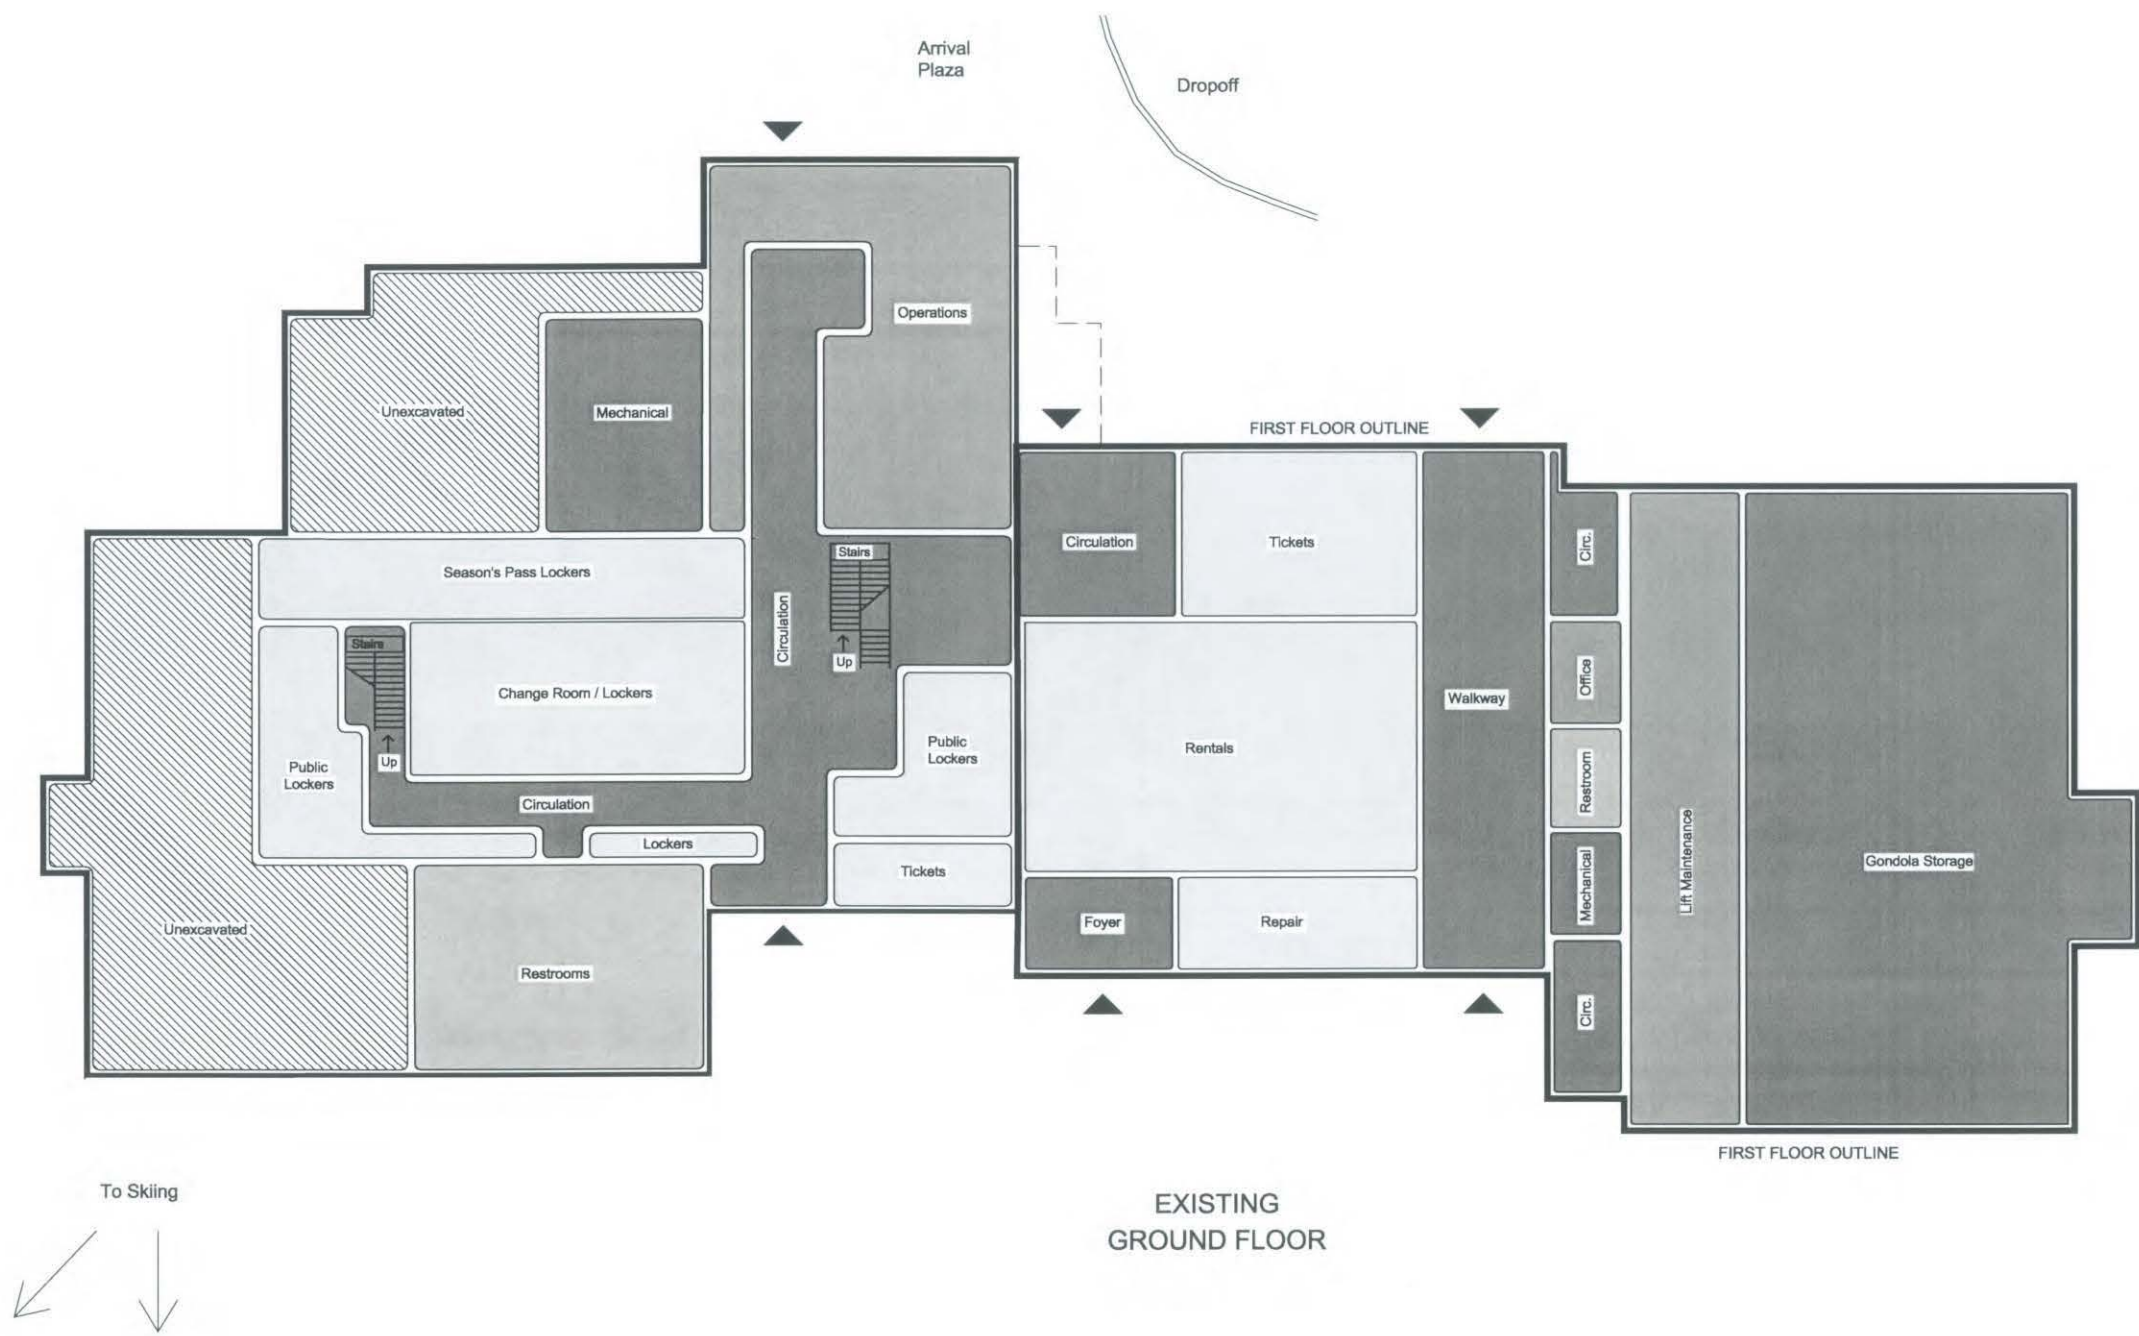 Arrival
Plaza
Dropoff
Operations
Unexcavated
Mechanical
FIRST FLOOR OUTLINE
Circulation
Tickets
Circ.
Stairs
Season's Pass Lockers
Circulation
Stairs
Up
Office
Change Room / Lockers
Walkway
Public
Lockers
Rentals
Up
Public
Lockers
Restroom
Circulation
Lockers
Lift Maintenance
Gondola Storage
Tickets
Mechanical
Foyer
Repair
Unexcavated
Restrooms
Circ.
FIRST FLOOR OUTLINE
To Skiing
EXISTING
GROUND FLOOR